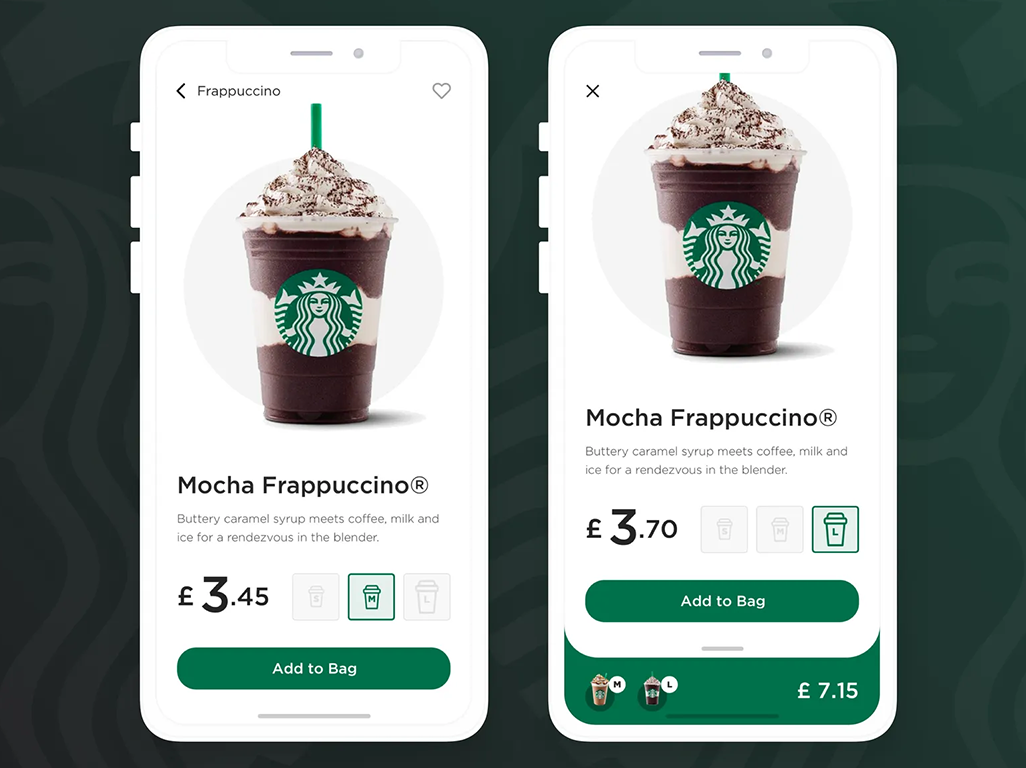 Frappuccino
Mocha Frappuccino®
Buttery caramel syrup meets coffee, milk and
ice for a rendezvous in the blender.
£ 3.45
S
M
L
Add to Bag
Mocha Frappuccino®
Buttery caramel syrup meets coffee, milk and
ice for a rendezvous in the blender.
£ 3.70
S
M
L
Add to Bag
M
L
£ 7.15